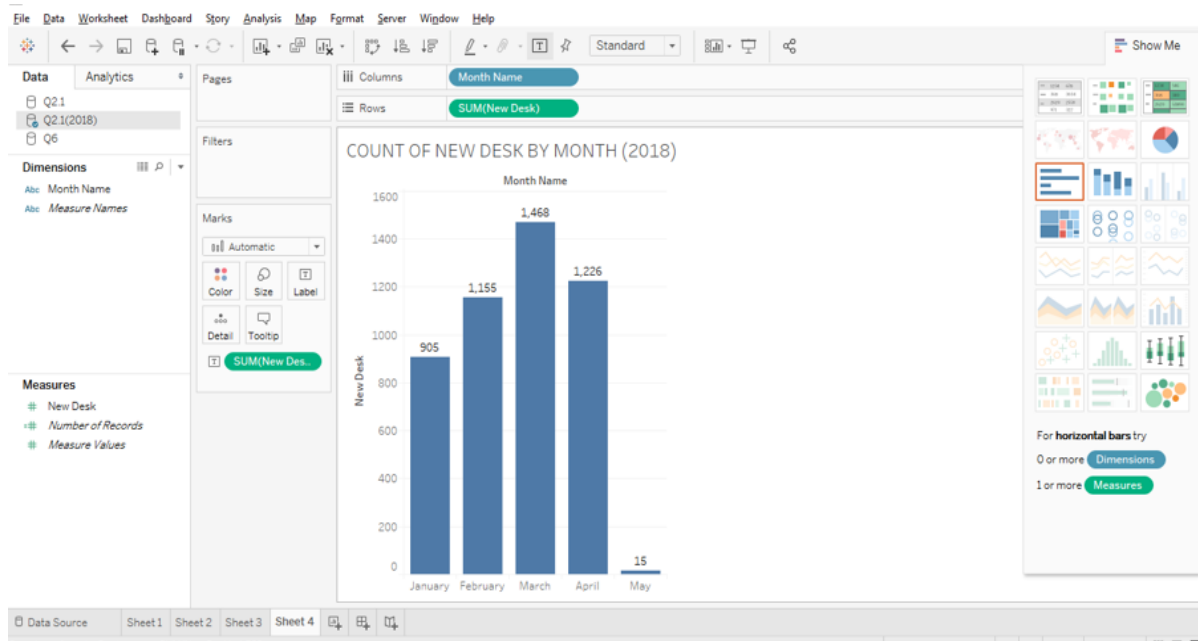 File Data Worksheet Dashboard Story Analysis Map Format Server Window Help
Standard
Show Me
Data Analytics
Q2.1
Q2.1(2018)
Q6
Dimensions
Abc Month Name
Abc Measure Names
Measures
# New Desk
=# Number of Records
# Measure Values
Pages
Filters
Marks
Automatic
Color Size Label
Detail Tooltip
SUM(New Des..
Columns Month Name
Rows SUM(New Desk)
COUNT OF NEW DESK BY MONTH (2018)
Month Name
New Desk
1600
1400
1200
1000
800
600
400
200
0
905
1,155
1,468
1,226
15
January February March April May
For horizontal bars try
0 or more Dimensions
1 or more Measures
Data Source Sheet 1 Sheet 2 Sheet 3 Sheet 4